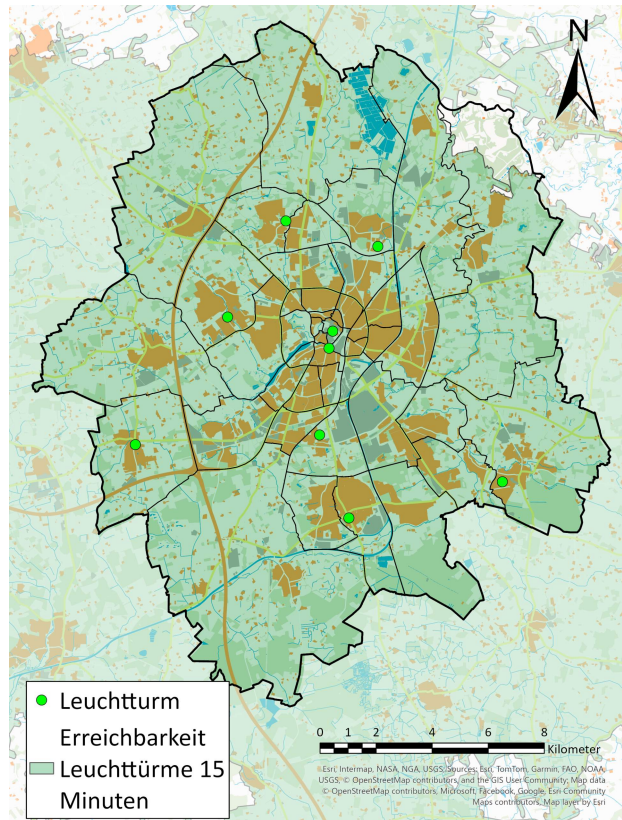 N
Leuchtturm
Erreichbarkeit
Leuchttürme 15
Minuten
0 2 4 6 8
Kilometer
Esri, Intermap, NASA, NGA, USGS; Sources: Esri, TomTom, Garmin, FAO, NOAA,
USGS, © OpenStreetMap contributors, and the GIS User Community; Map data
© OpenStreetMap contributors, Microsoft, Facebook, Google, Esri Community
Maps contributors, Map layer by Esri